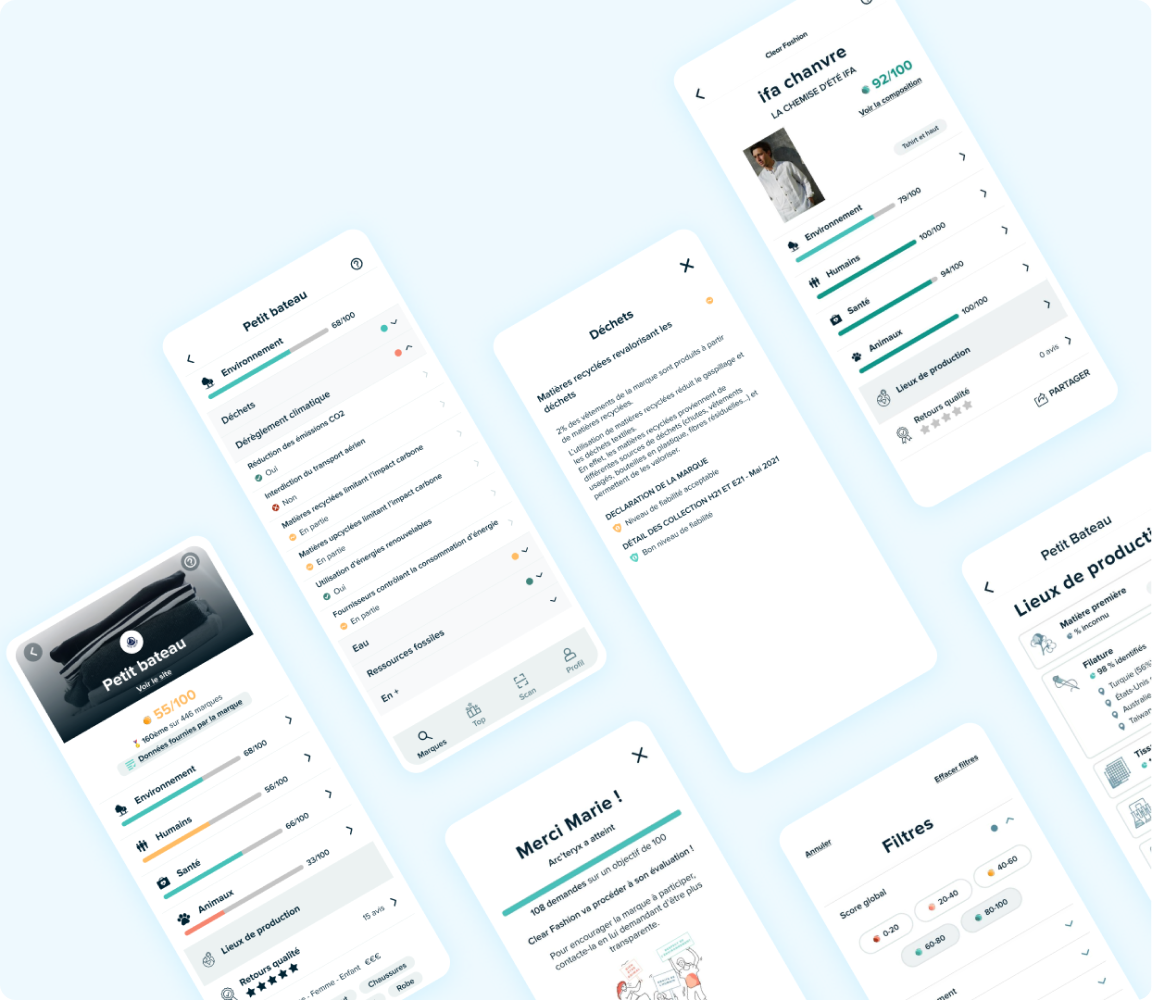 Clear Fashion
ifa chanvre
LA CHEMISE D'ÉTÉ IFA
92/100
Voir la composition
Tshirt et haut
Environnement
79/100
Humains
100/100
Santé
94/100
Animaux
100/100
Lieux de production
Retours qualité
0 avis
PARTAGER
Petit bateau
Environnement
68/100
Déchets
Dérèglement climatique
Réduction des émissions CO2
Oui
Interdiction du transport aérien
Non
Matières recyclées limitant l'impact carbone
En partie
Matières upcyclées limitant l'impact carbone
En partie
Utilisation d'énergies renouvelables
Oui
Fournisseurs contrôlant la consommation d'énergie
En partie
Eau
Ressources fossiles
En +
Marques
Top
Scan
Profil
Déchets
Matières recyclées revalorisant les
déchets
2% des vêtements de la marque sont produits à partir
de matières recyclées.
L'utilisation de matières recyclées réduit le gaspillage et
les déchets textiles.
En effet, les matières recyclées proviennent de
différentes sources de déchets (chutes, vêtements
usagés, bouteilles en plastique, fibres résiduelles...) et
permettent de les valoriser.
DECLARATION DE LA MARQUE
Niveau de fiabilité acceptable
DÉTAIL DES COLLECTION H21 ET E21 - Mai 2021
Bon niveau de fiabilité
Petit bateau
Voir le site
55/100
160ème sur 446 marques
Données fournies par la marque
Environnement
68/100
Humains
56/100
Santé
66/100
Animaux
33/100
Lieux de production
Retours qualité
15 avis
- Femme - Enfant €€€
Chaussures
Robe
Merci Marie !
Arc'teryx a atteint
108 demandes sur un objectif de 100
Clear Fashion va procéder à son évaluation !
Pour encourager la marque à participer,
contacte-la en lui demandant d'être plus
transparente.
Annuler
Effacer filtres
Filtres
Score global
0-20
20-40
40-60
60-80
80-100
Petit Bateau
Lieux de producti
Matière première
% inconnu
Filature
98 % identifiés
Turquie (56%
États-Unis
Australie
Taiwan
Tiss